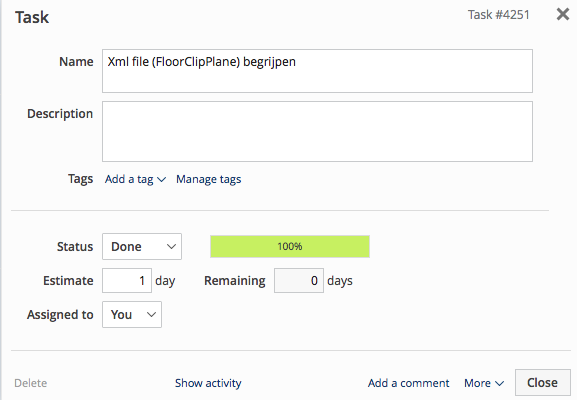 Task
Task #4251
Name
Xml file (FloorClipPlane) begrijpen
Description
Tags Add a tag Manage tags
Status Done 100%
Estimate 1 day Remaining 0 days
Assigned to You
Delete Show activity Add a comment More Close